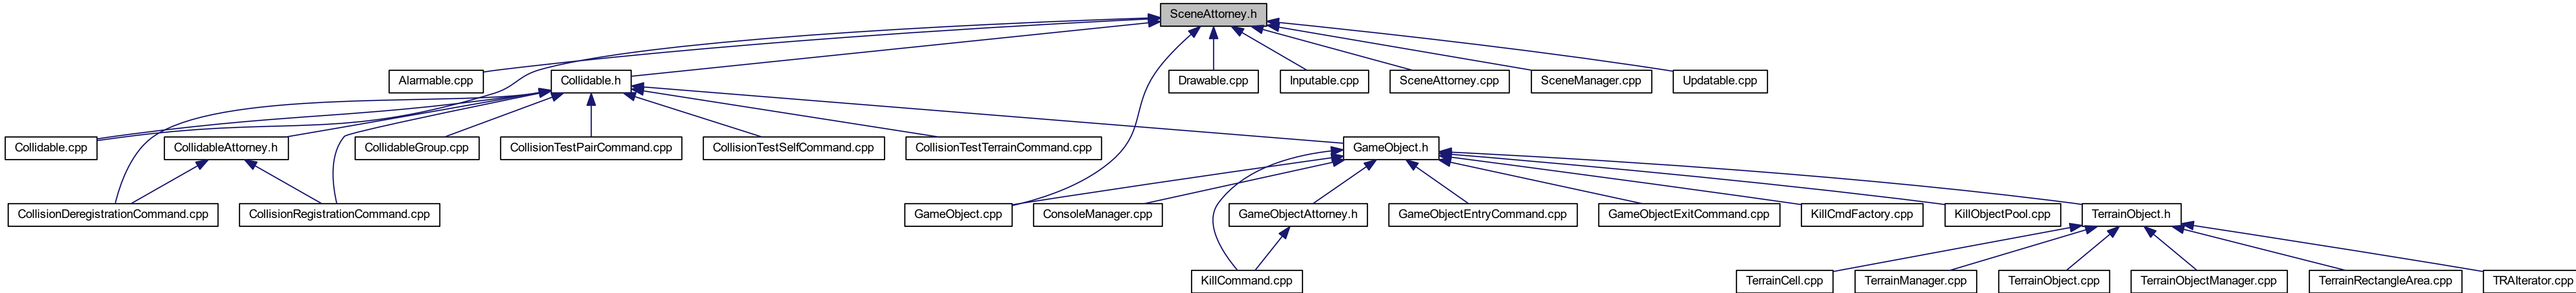 SceneAttorney.h
Alarmable.cpp
Collidable.h
Drawable.cpp
Inputable.cpp
SceneAttorney.cpp
SceneManager.cpp
Updatable.cpp
Collidable.cpp
CollidableAttorney.h
CollidableGroup.cpp
CollisionTestPairCommand.cpp
CollisionTestSelfCommand.cpp
CollisionTestTerrainCommand.cpp
GameObject.h
CollisionDeregistrationCommand.cpp
CollisionRegistrationCommand.cpp
GameObject.cpp
ConsoleManager.cpp
GameObjectAttorney.h
GameObjectEntryCommand.cpp
GameObjectExitCommand.cpp
KillCmdFactory.cpp
KillObjectPool.cpp
TerrainObject.h
KillCommand.cpp
TerrainCell.cpp
TerrainManager.cpp
TerrainObject.cpp
TerrainObjectManager.cpp
TerrainRectangleArea.cpp
TRAIterator.cpp